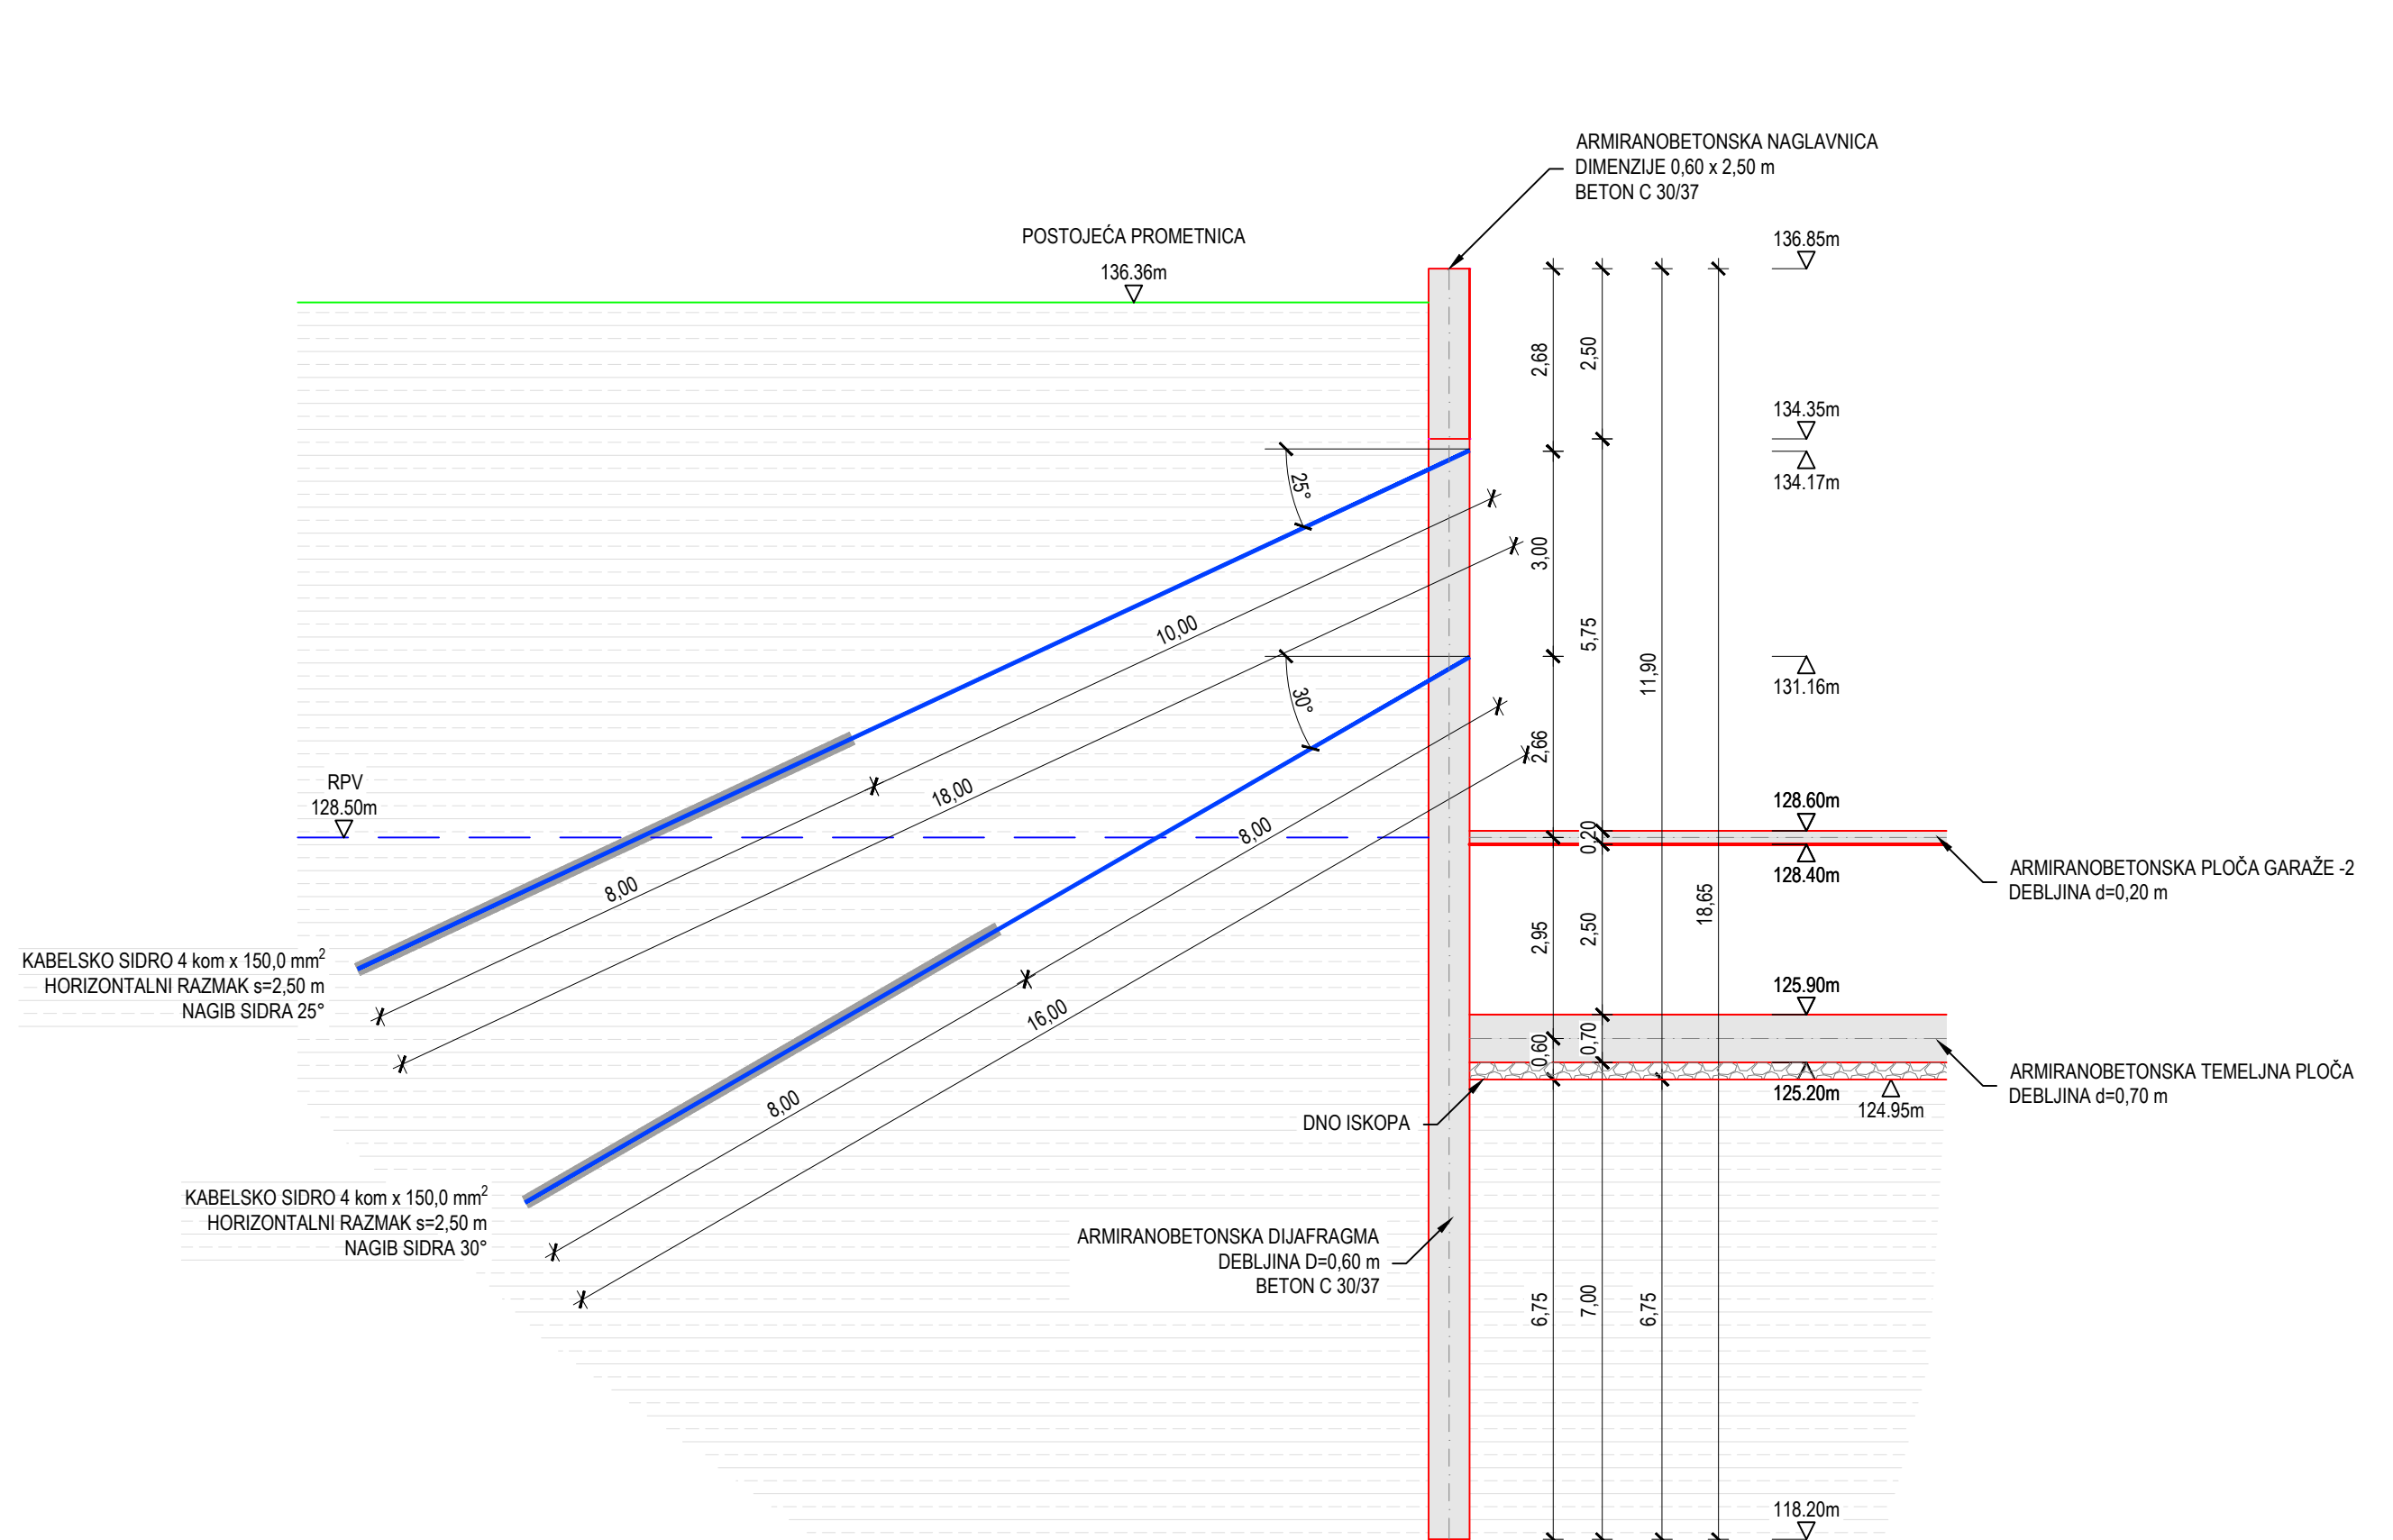 ARMIRANOBETONSKA NAGLAVNICA
DIMENZIJE 0,60 x 2,50 m
BETON C 30/37
POSTOJEĆA PROMETNICA
136.36m
136.85m
2,68
2,50
134.35m
134.17m
25°
3,00
10,00
5,75
11,90
131.16m
30°
2,66
RPV
128.50m
18,00
8,00
128.60m
0,20
128.40m
ARMIRANOBETONSKA PLOČA GARAŽE -2
DEBLJINA d=0,20 m
8,00
18,65
2,95
2,50
KABELSKO SIDRO 4 kom x 150,0 mm²
HORIZONTALNI RAZMAK s=2,50 m
NAGIB SIDRA 25°
125.90m
16,00
0,60
0,70
ARMIRANOBETONSKA TEMELJNA PLOČA
DEBLJINA d=0,70 m
125.20m
124.95m
8,00
DNO ISKOPA
KABELSKO SIDRO 4 kom x 150,0 mm²
HORIZONTALNI RAZMAK s=2,50 m
NAGIB SIDRA 30°
ARMIRANOBETONSKA DIJAFRAGMA
DEBLJINA D=0,60 m
BETON C 30/37
6,75
7,00
6,75
118.20m